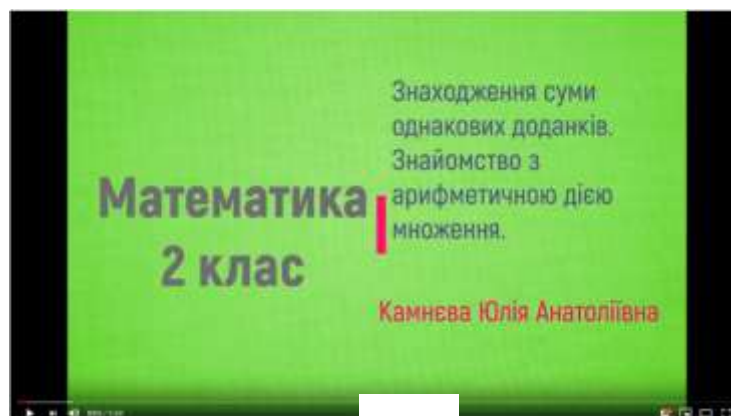 Математика
2 клас
Знаходження суми
однакових доданків.
Знайомство з
арифметичною дією
множення.
Камнєва Юлія Анатоліївна